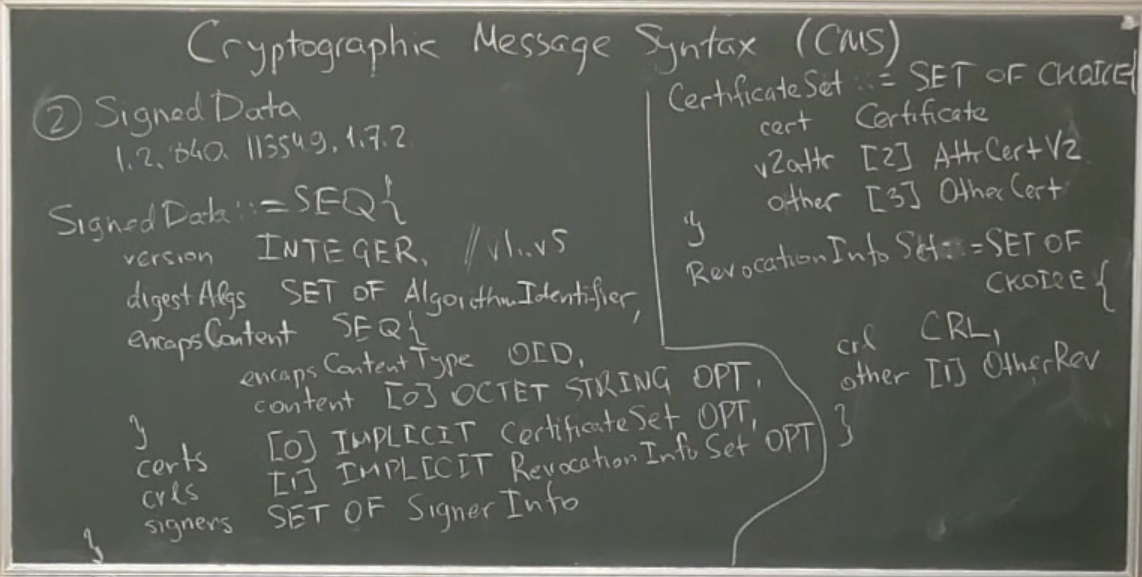 Cryptographic Message Syntax (CMS)
② Signed Data
1.2.840.113549.1.7.2
SignedData ::= SEQ{
version INTEGER, //v1..v5
digestAlgs SET OF AlgorithmIdentifier,
encapsContent SEQ{
encapsContentType OID,
content [0] OCTET STRING OPT,
}
certs [0] IMPLICIT CertificateSet OPT,
crls [1] IMPLICIT RevocationInfoSet OPT
signers SET OF SignerInfo
}
CertificateSet ::= SET OF CHOICE{
cert Certificate
v2attr [2] AttrCertV2
other [3] OtherCert
}
RevocationInfoSet ::= SET OF
CHOICE{
crl CRL,
other [1] OtherRev
}